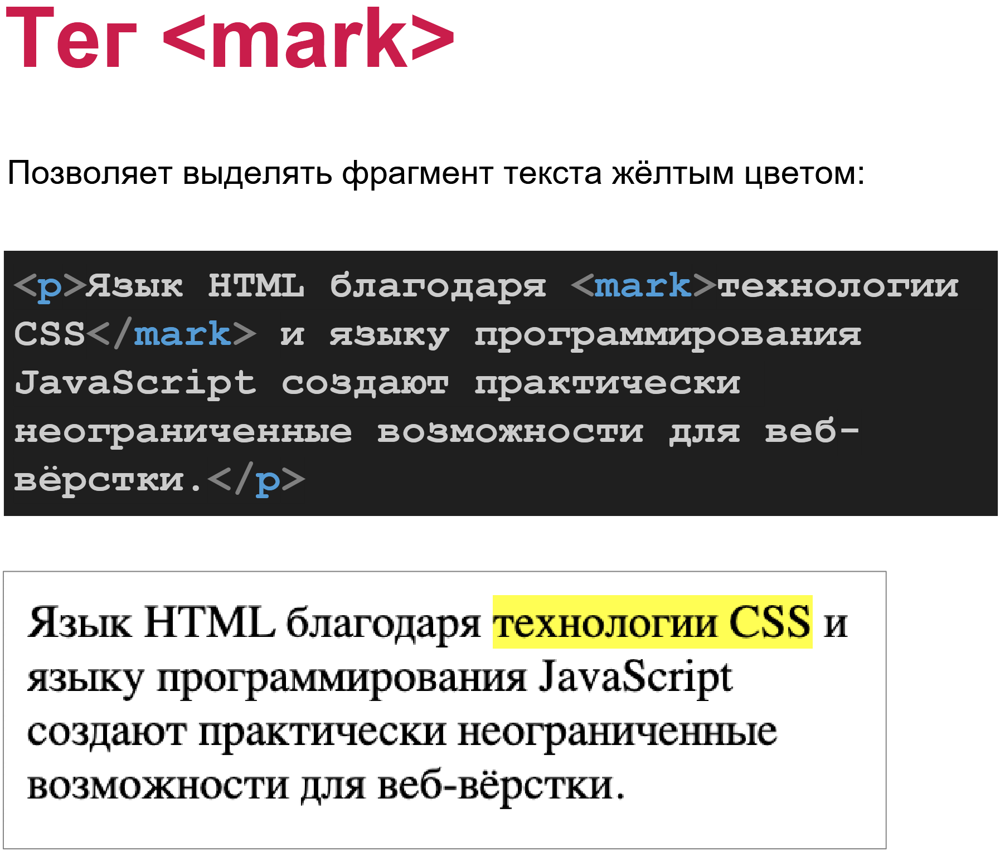 Тег <mark>
Позволяет выделять фрагмент текста жёлтым цветом:
<p>Язык HTML благодаря <mark>технологии
CSS</mark> и языку программирования
JavaScript создают практически
неограниченные возможности для веб-
вёрстки.</p>
Язык HTML благодаря технологии CSS и
языку программирования JavaScript
создают практически неограниченные
возможности для веб-вёрстки.